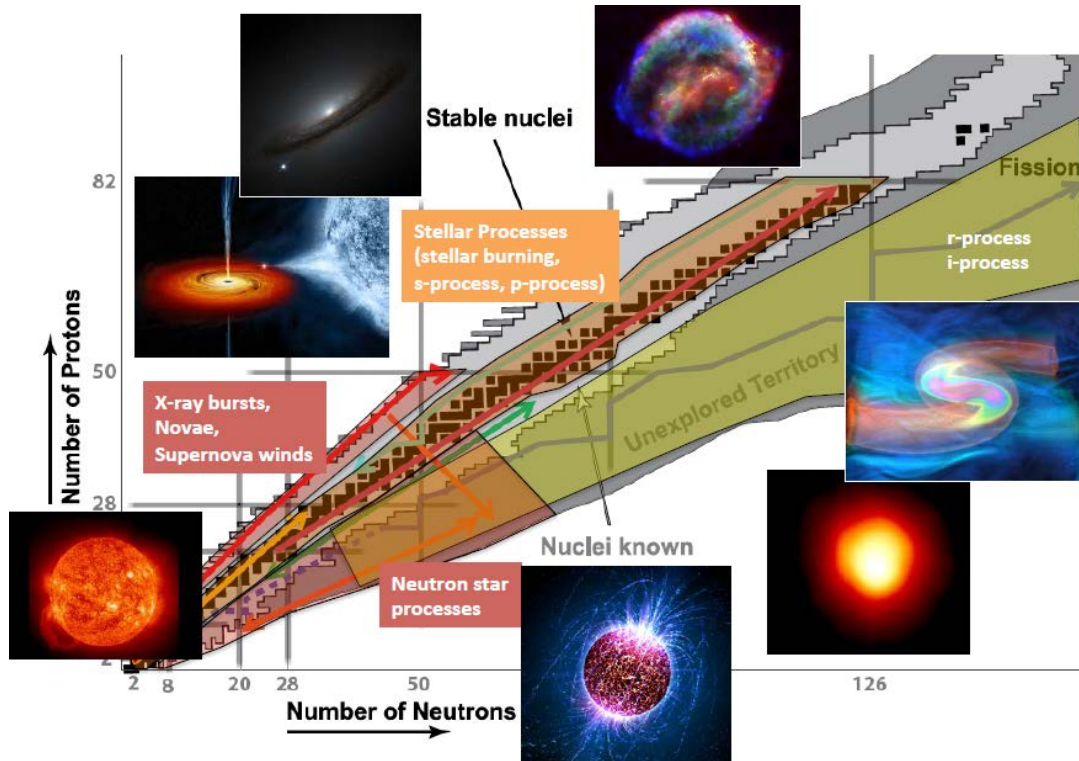 Stable nuclei
82
Fission
Stellar Processes
(stellar burning,
s-process, p-process)
r-process
i-process
Number of Protons
50
Unexplored Territory
X-ray bursts,
Novae,
Supernova winds
28
Nuclei known
Neutron star
processes
2
2
8
20
28
50
126
Number of Neutrons